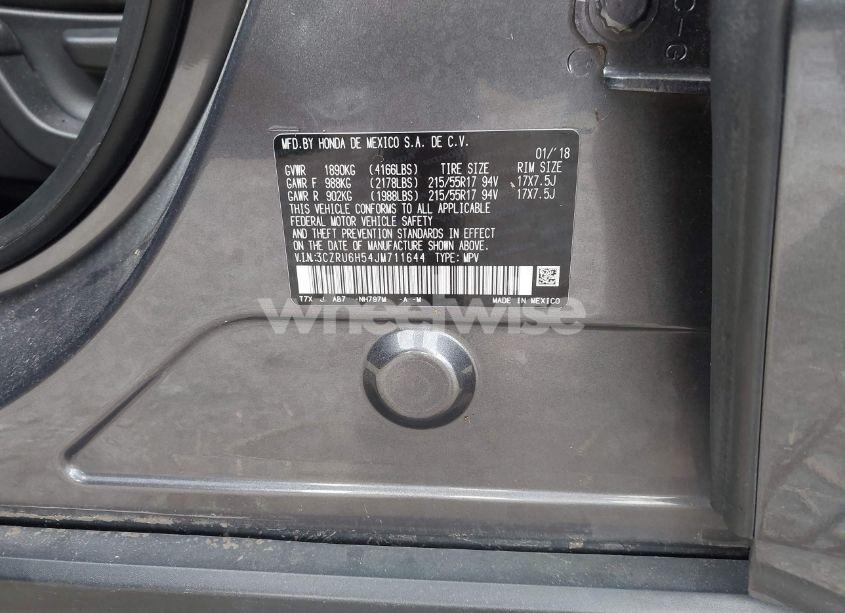 C-G
MFD.BY HONDA DE MEXICO S.A. DE C.V.
01/'18
GVWR 1890KG (4166LBS) TIRE SIZE RIM SIZE
GAWR F 988KG (2178LBS) 215/55R17 94V 17X7.5J
GAWR R 902KG (1988LBS) 215/55R17 94V 17X7.5J
THIS VEHICLE CONFORMS TO ALL APPLICABLE
FEDERAL MOTOR VEHICLE SAFETY
AND THEFT PREVENTION STANDARDS IN EFFECT
ON THE DATE OF MANUFACTURE SHOWN ABOVE.
V.I.N:3CZRU6H54JM711644 TYPE: MPV
T7X J AB7 NH797M -A -M MADE IN MEXICO
wheelwise